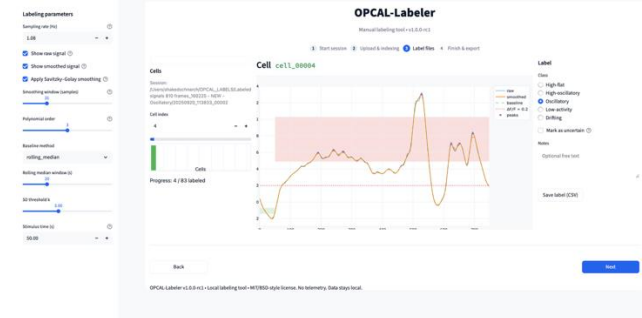 Labeling parameters
Sampling rate (Hz)
Show raw signal
Show smoothed signal
Apply Savitzky-Golay smoothing
Smoothing window (samples)
Polynomial order
Baseline method
rolling_median
Rolling median window (s)
SD threshold k
Stimulus time (s)
OPCAL-Labeler
Manual labeling tool • v1.0.0-rc1
1 Start session 2 Upload & indexing 3 Label files 4 Finish & export
Cells
Session:
Cell index
4
Cells
Progress: 4 / 83 labeled
Cell cell_00004
raw
smoothed
baseline
peaks
Label
Class
High-flat
High-oscillatory
Oscillatory
Low-activity
Drifting
Mark as uncertain
Notes
Optional free text
Save label (CSV)
Back
Next
OPCAL-Labeler v1.0.0-rc1 • Local labeling tool • MIT/BSD-style license. No telemetry. Data stays local.